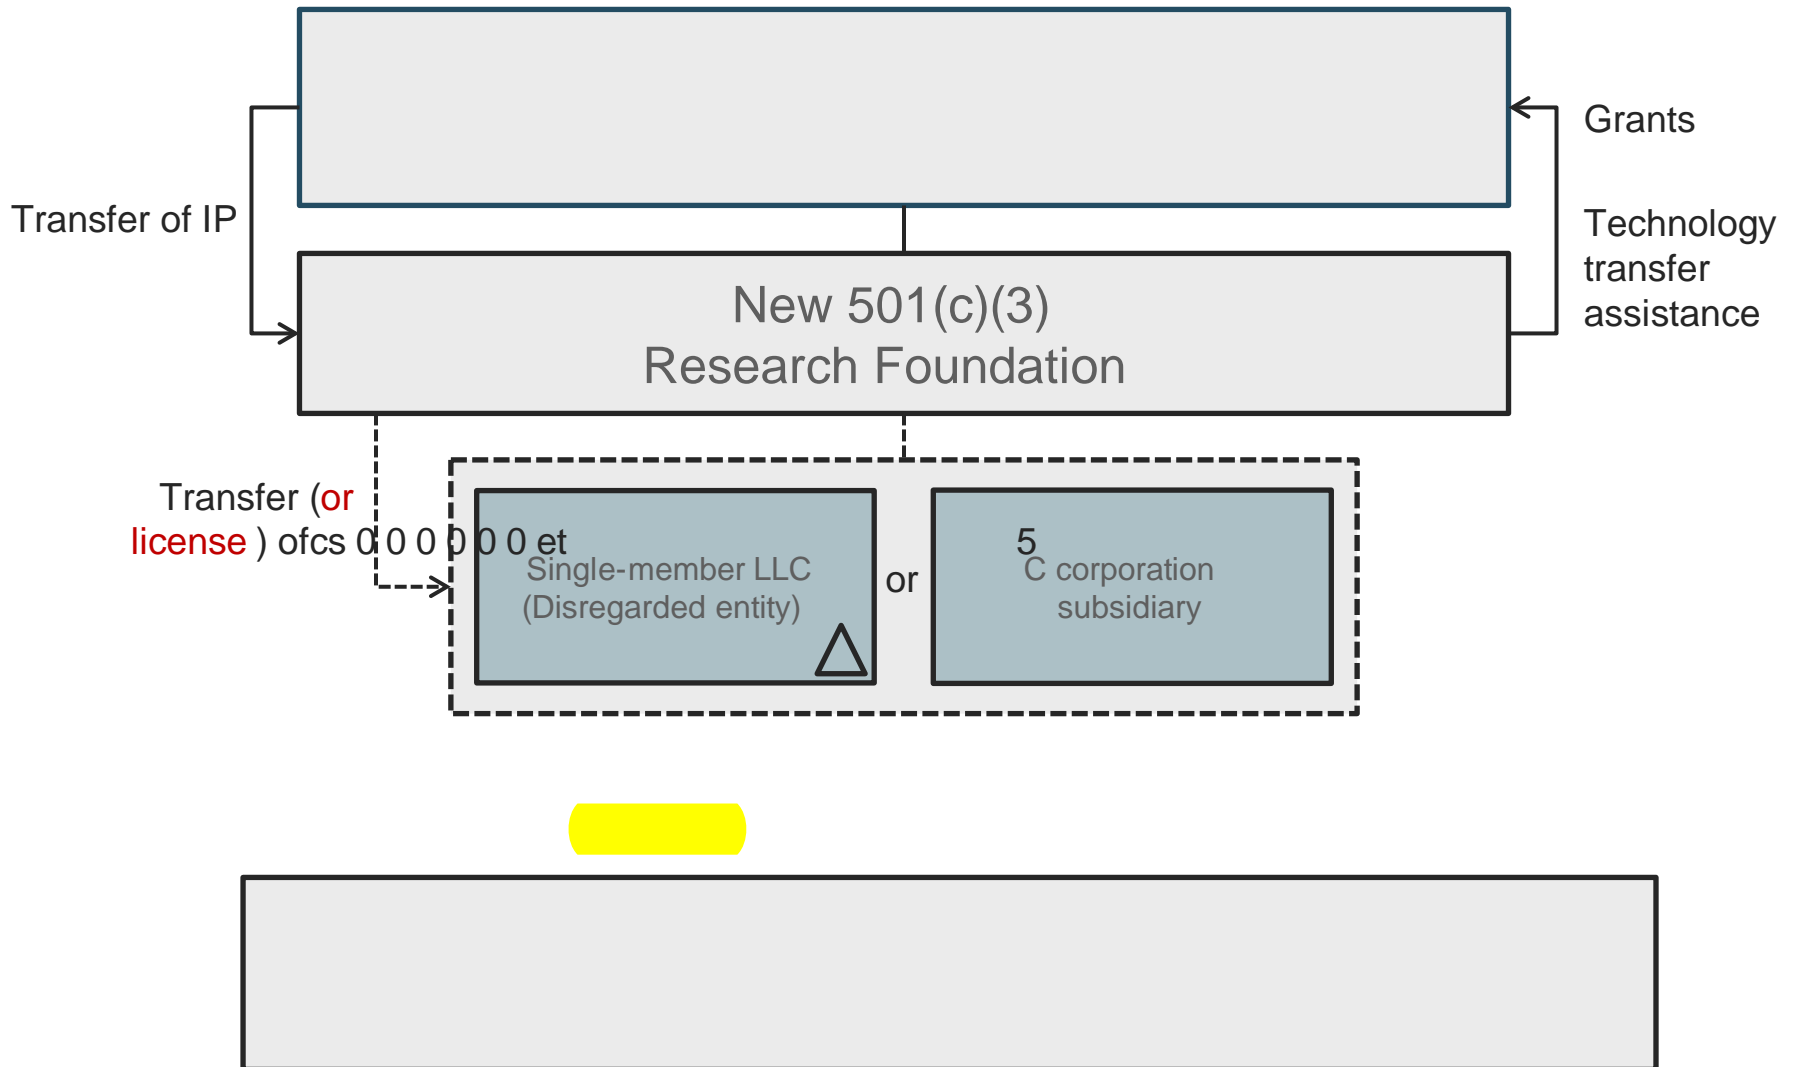 Grants
Transfer of IP
Technology
transfer
assistance
New 501(c)(3)
Research Foundation
Transfer (or
license ) ofcs 0 0 0 0 0 0 et
5
Single-member LLC
(Disregarded entity)
or
C corporation
subsidiary